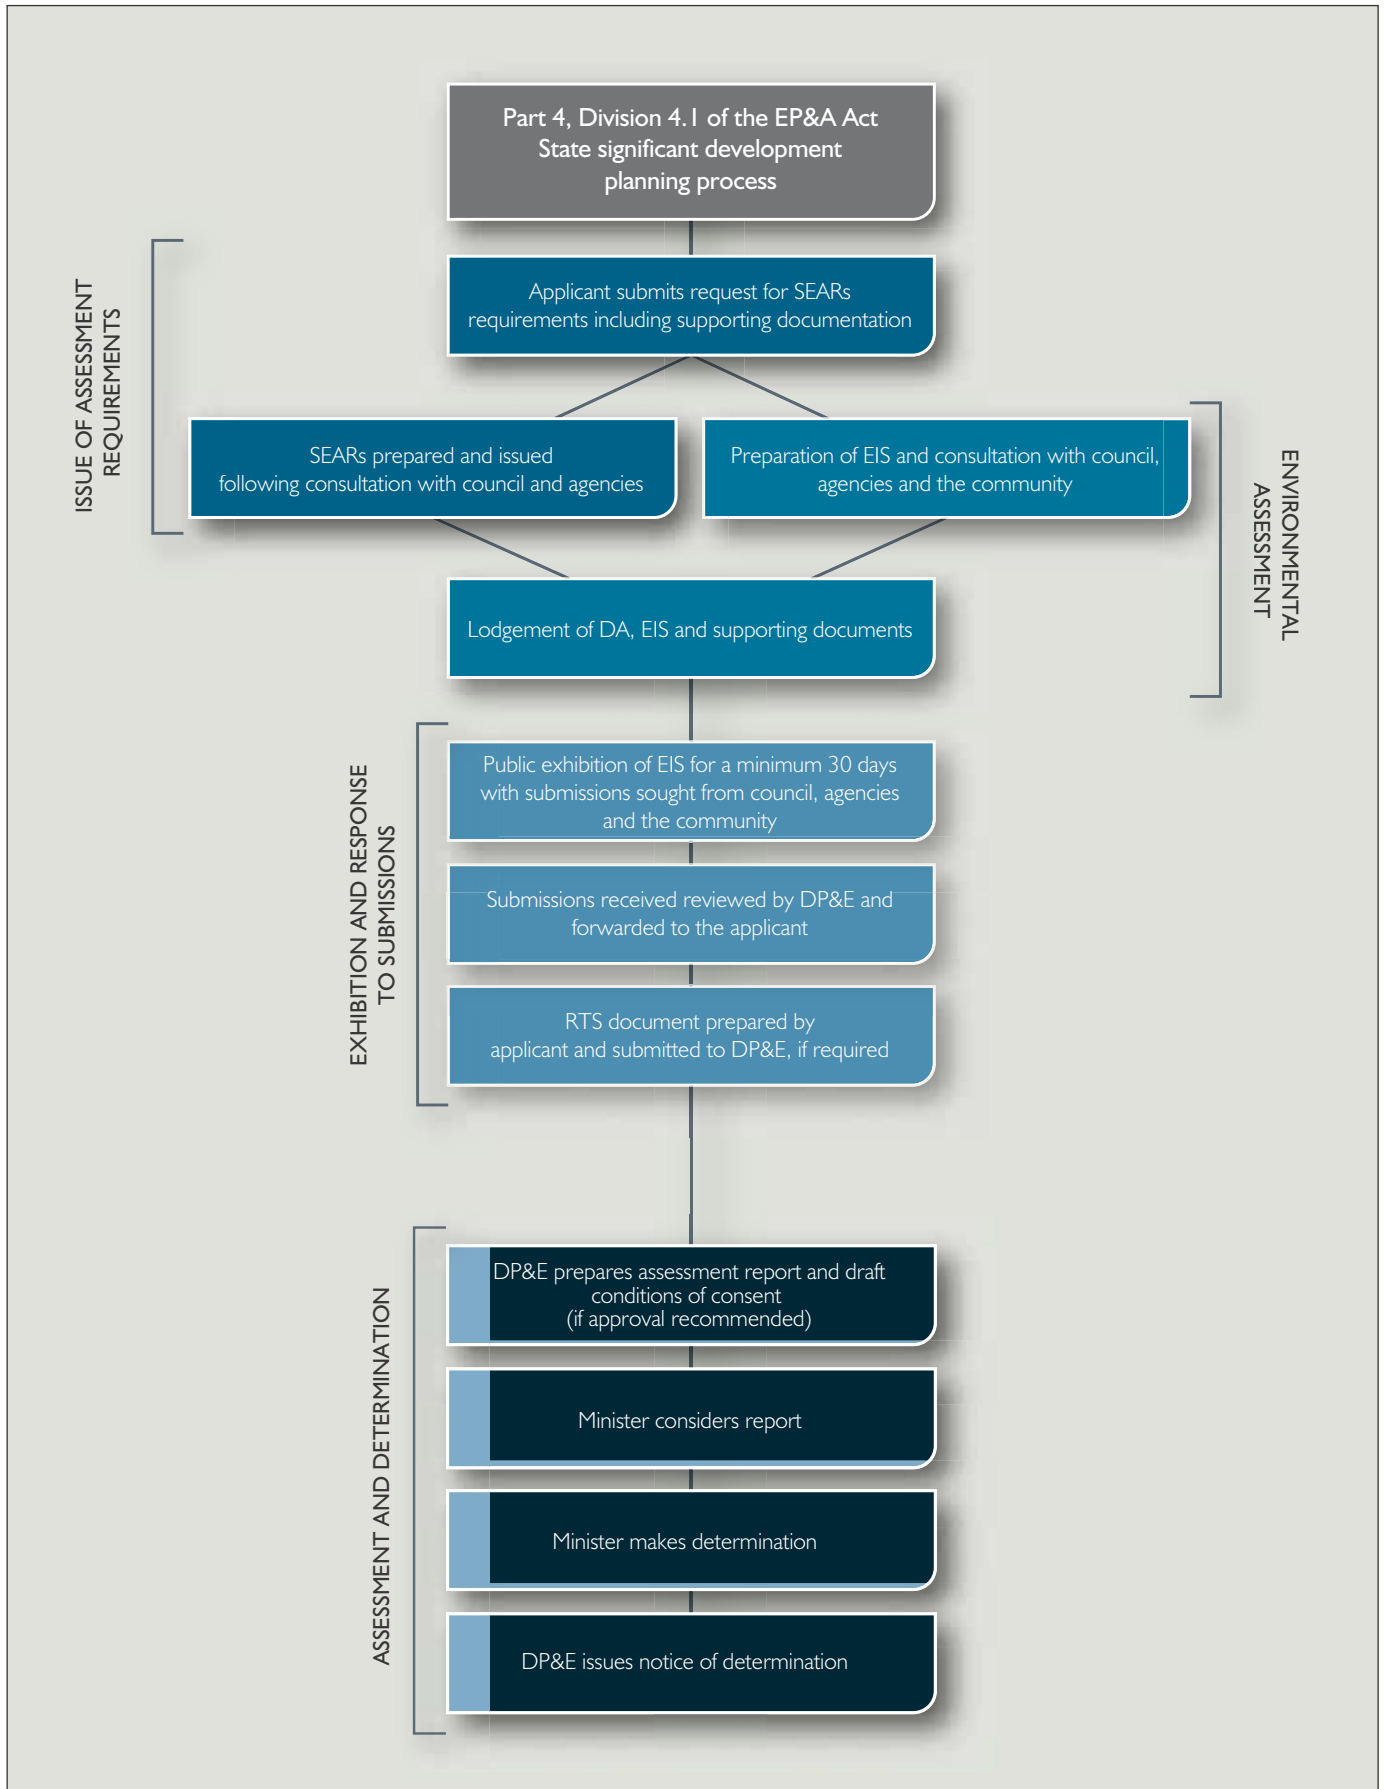 Part 4, Division 4.1 of the EP&A Act
State significant development
planning process
Applicant submits request for SEARs
requirements including supporting documentation
ISSUE OF ASSESSMENT
REQUIREMENTS
SEARs prepared and issued
following consultation with council and agencies
Preparation of EIS and consultation with council,
agencies and the community
ENVIRONMENTAL
ASSESSMENT
Lodgement of DA, EIS and supporting documents
EXHIBITION AND RESPONSE
TO SUBMISSIONS
Public exhibition of EIS for a minimum 30 days
with submissions sought from council, agencies
and the community
Submissions received reviewed by DP&E and
forwarded to the applicant
RTS document prepared by
applicant and submitted to DP&E, if required
ASSESSMENT AND DETERMINATION
DP&E prepares assessment report and draft
conditions of consent
(if approval recommended)
Minister considers report
Minister makes determination
DP&E issues notice of determination